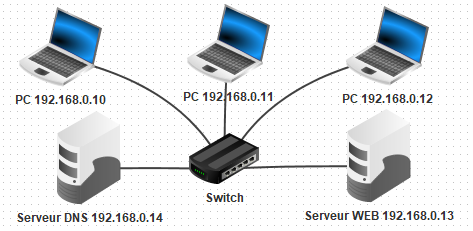 PC 192.168.0.10
PC 192.168.0.11
PC 192.168.0.12
Switch
Serveur DNS 192.168.0.14
Serveur WEB 192.168.0.13